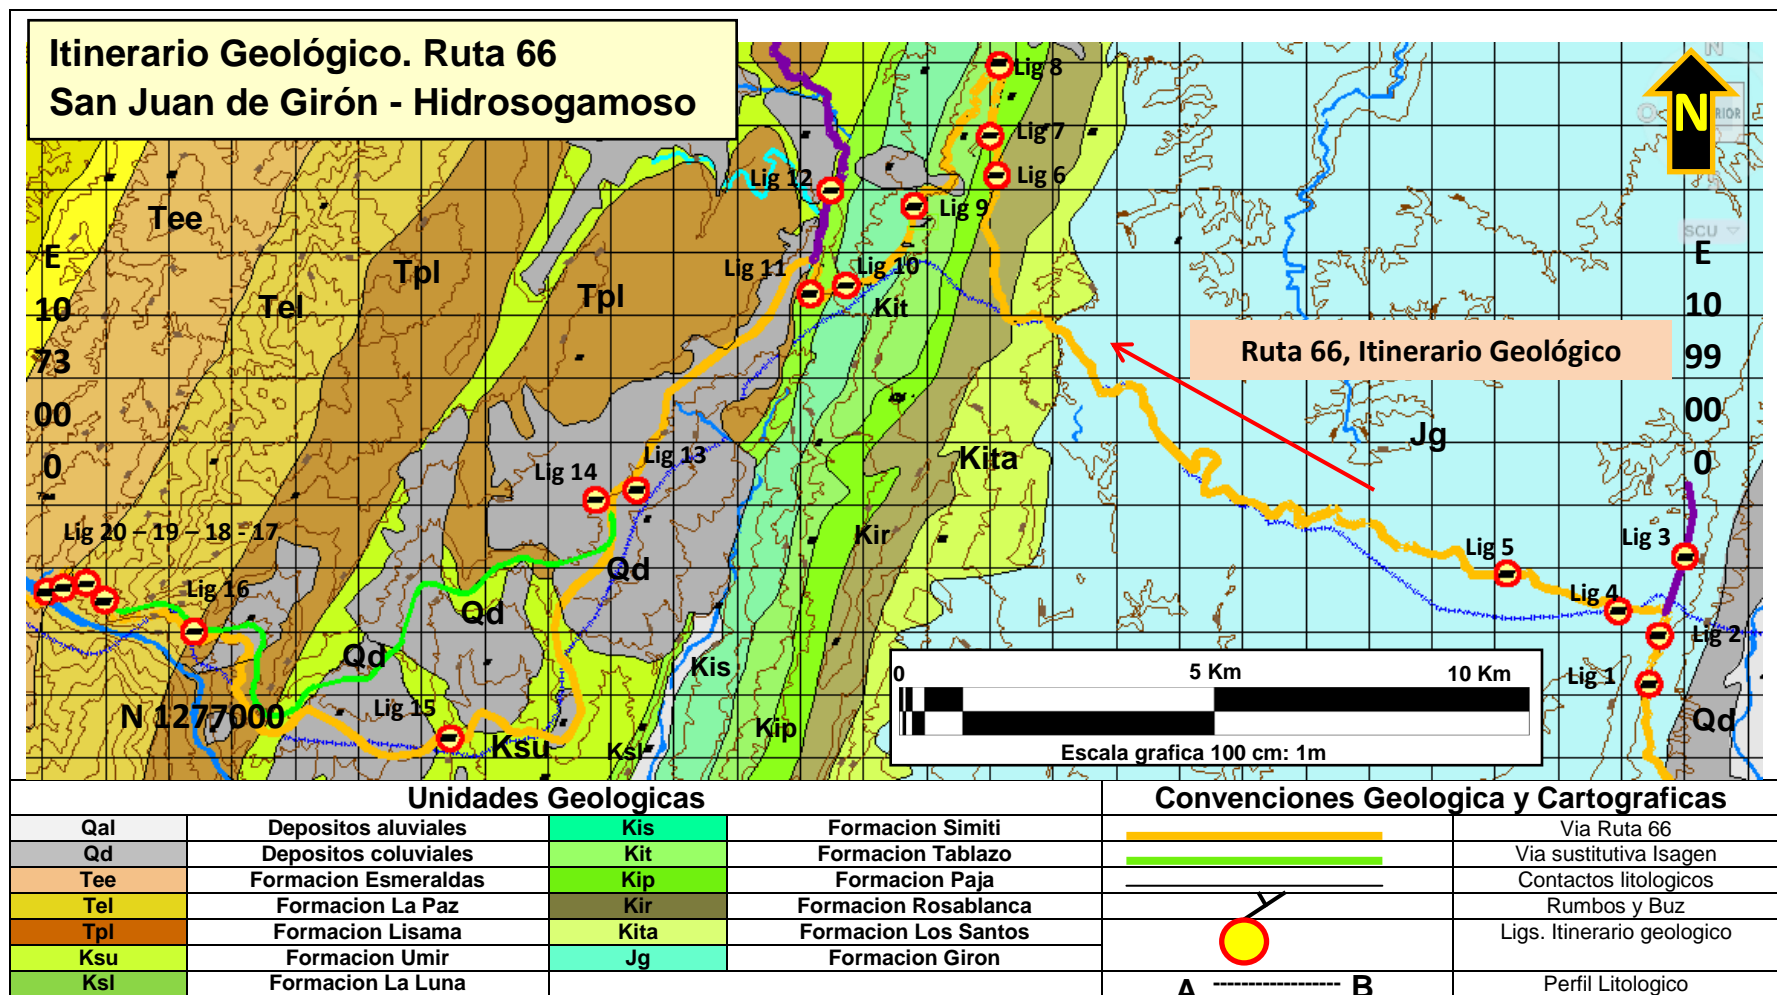 Itinerario Geológico. Ruta 66
San Juan de Girón - Hidrosogamoso
N
N
RIOR
SCU
Lig 8
Lig 7
Lig 6
Lig 12
Lig 9
Lig 11
Lig 10
Kit
Tee
Tel
Tpl
Tpl
E
10
73
00
0
E
10
99
00
0
Ruta 66, Itinerario Geológico
Jg
Kita
Kir
Lig 14
Lig 13
Lig 20 – 19 – 18 - 17
Lig 16
Qd
Qd
Qd
Lig 5
Lig 3
Lig 4
Lig 2
Lig 1
Qd
Kis
Kip
Ksl
Ksu
Lig 15
N 1277000
0
5 Km
10 Km
Escala grafica 100 cm: 1m
Unidades Geologicas
Convenciones Geologica y Cartograficas
Qal Depositos aluviales Kis Formacion Simiti Via Ruta 66
Qd Depositos coluviales Kit Formacion Tablazo Via sustitutiva Isagen
Tee Formacion Esmeraldas Kip Formacion Paja Contactos litologicos
Tel Formacion La Paz Kir Formacion Rosablanca Rumbos y Buz
Tpl Formacion Lisama Kita Formacion Los Santos Ligs. Itinerario geologico
Ksu Formacion Umir Jg Formacion Giron
Ksl Formacion La Luna A B Perfil Litologico